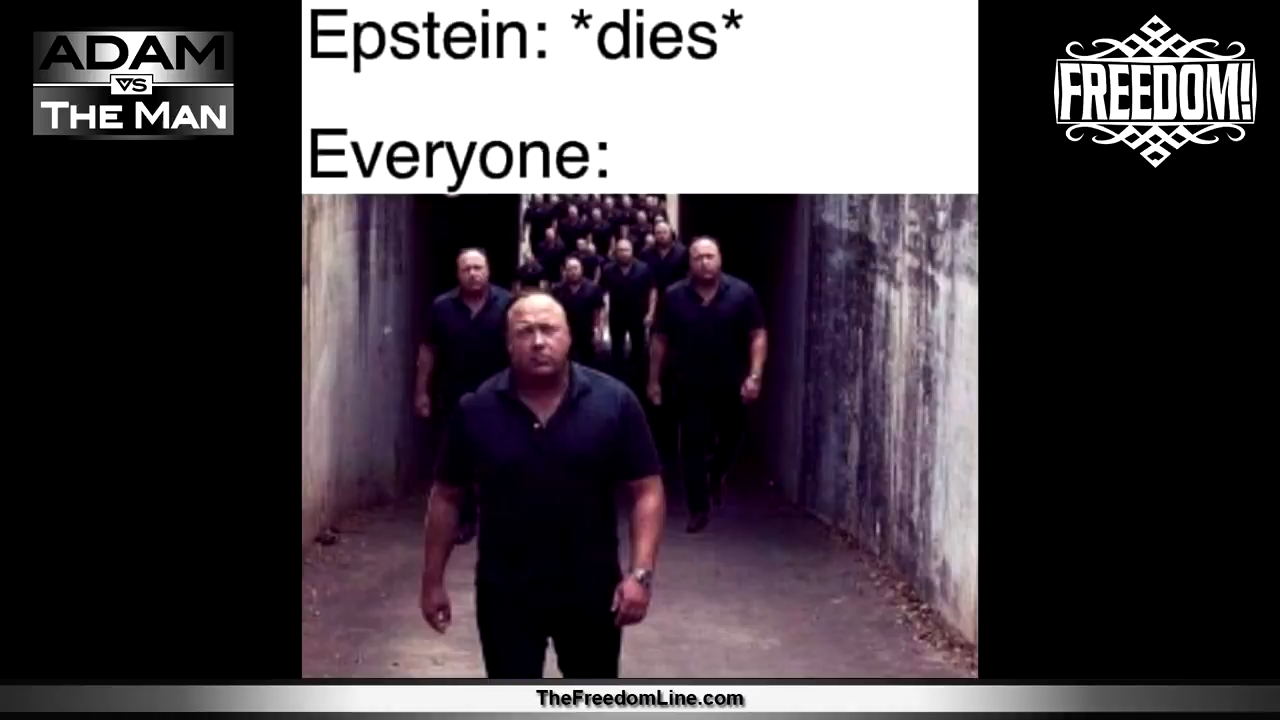 ADAM
VS
THE MAN
Epstein: *dies*
Everyone:
FREEDOM!
TheFreedomLine.com